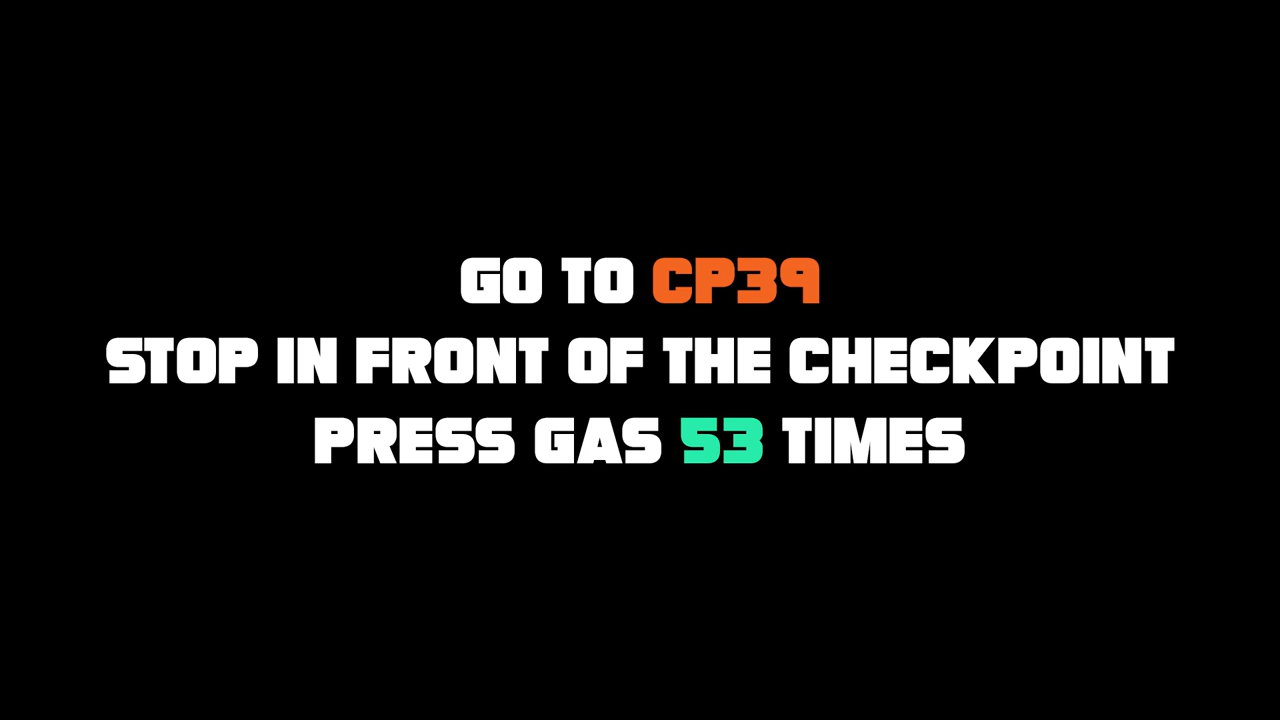 GO TO CP39
STOP IN FRONT OF THE CHECKPOINT
PRESS GAS 53 TIMES